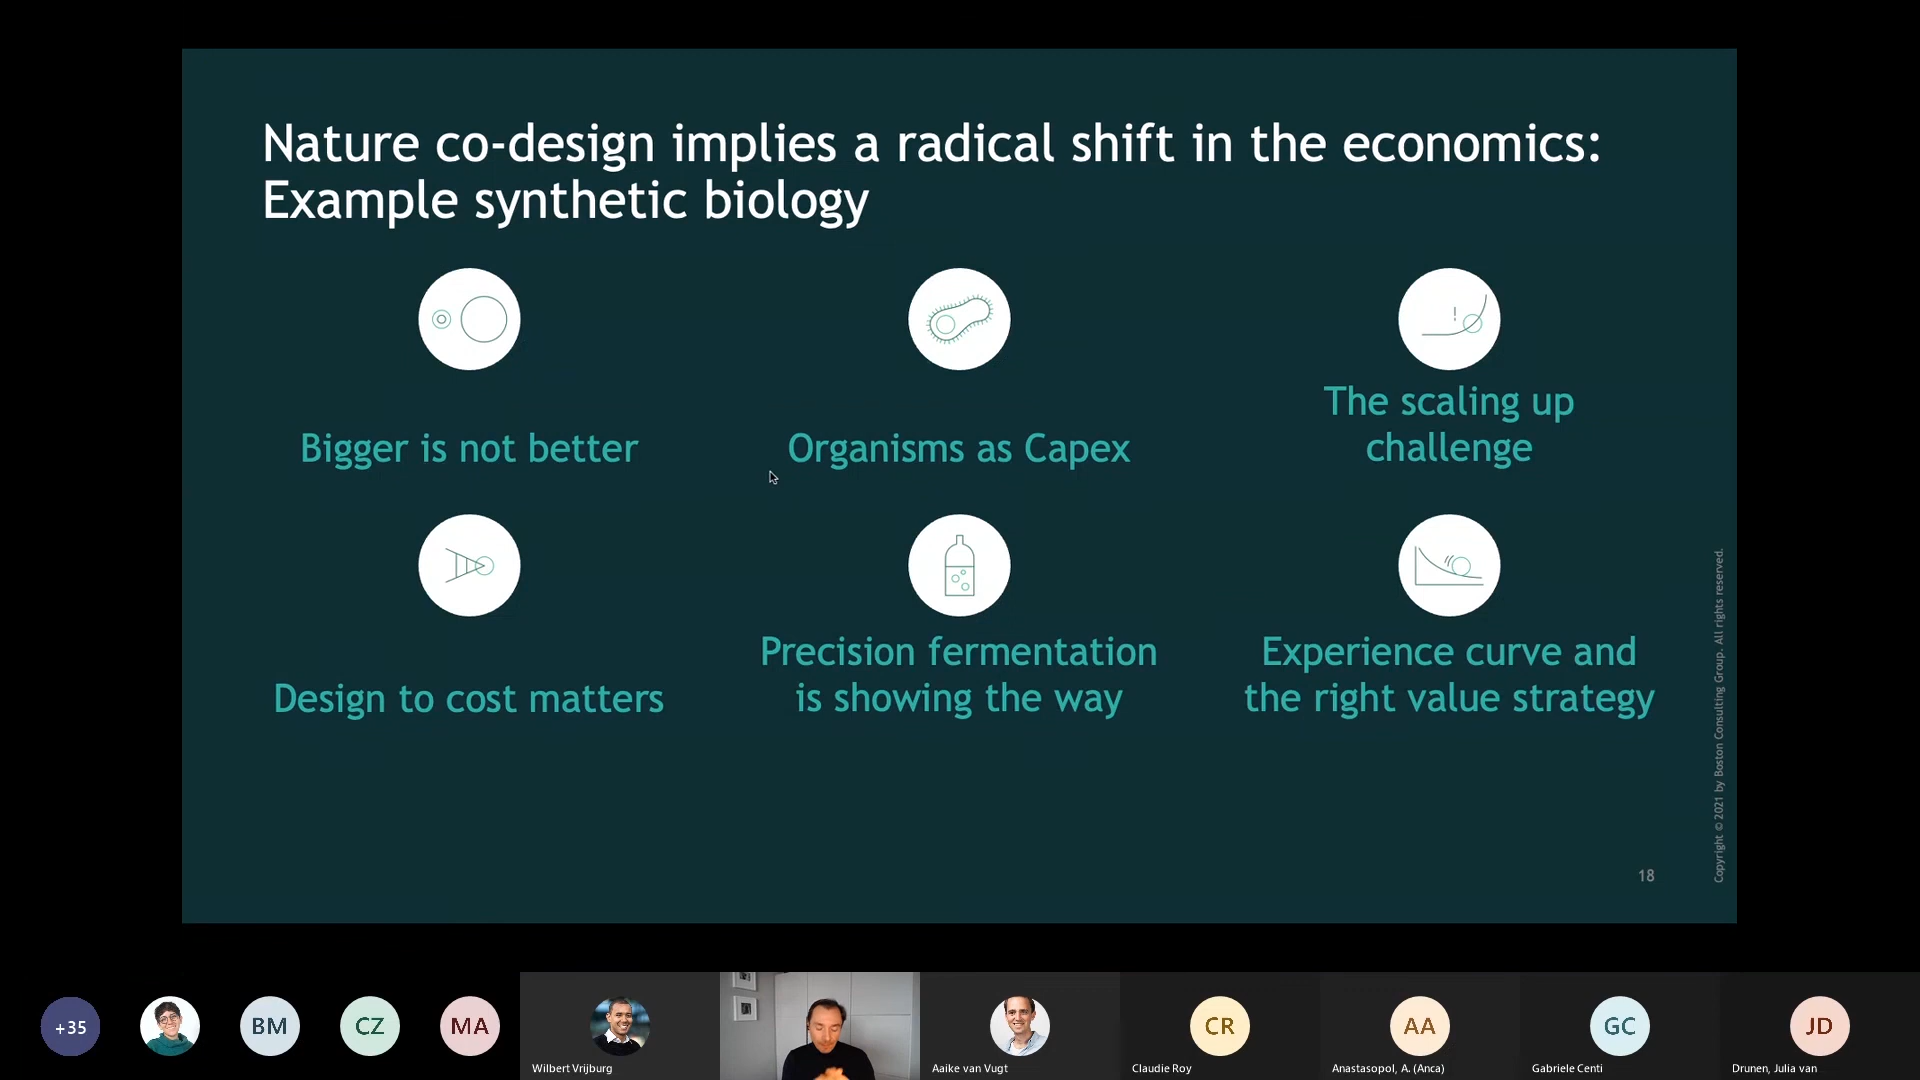 Nature co-design implies a radical shift in the economics:
Example synthetic biology
Bigger is not better
Organisms as Capex
The scaling up
challenge
!
Design to cost matters
Precision fermentation
is showing the way
Experience curve and
the right value strategy
Copyright © 2021 by Boston Consulting Group. All rights reserved.
18
+35
BM
CZ
MA
Wilbert Vrijburg
Aaike van Vugt
CR
Claudie Roy
AA
Anastasopol, A. (Anca)
GC
Gabriele Centi
JD
Drunen, Julia van